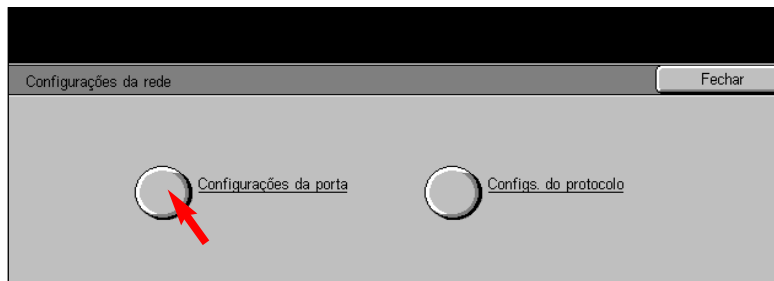 Configurações da rede
Fechar
Configurações da porta
Configs. do protocolo